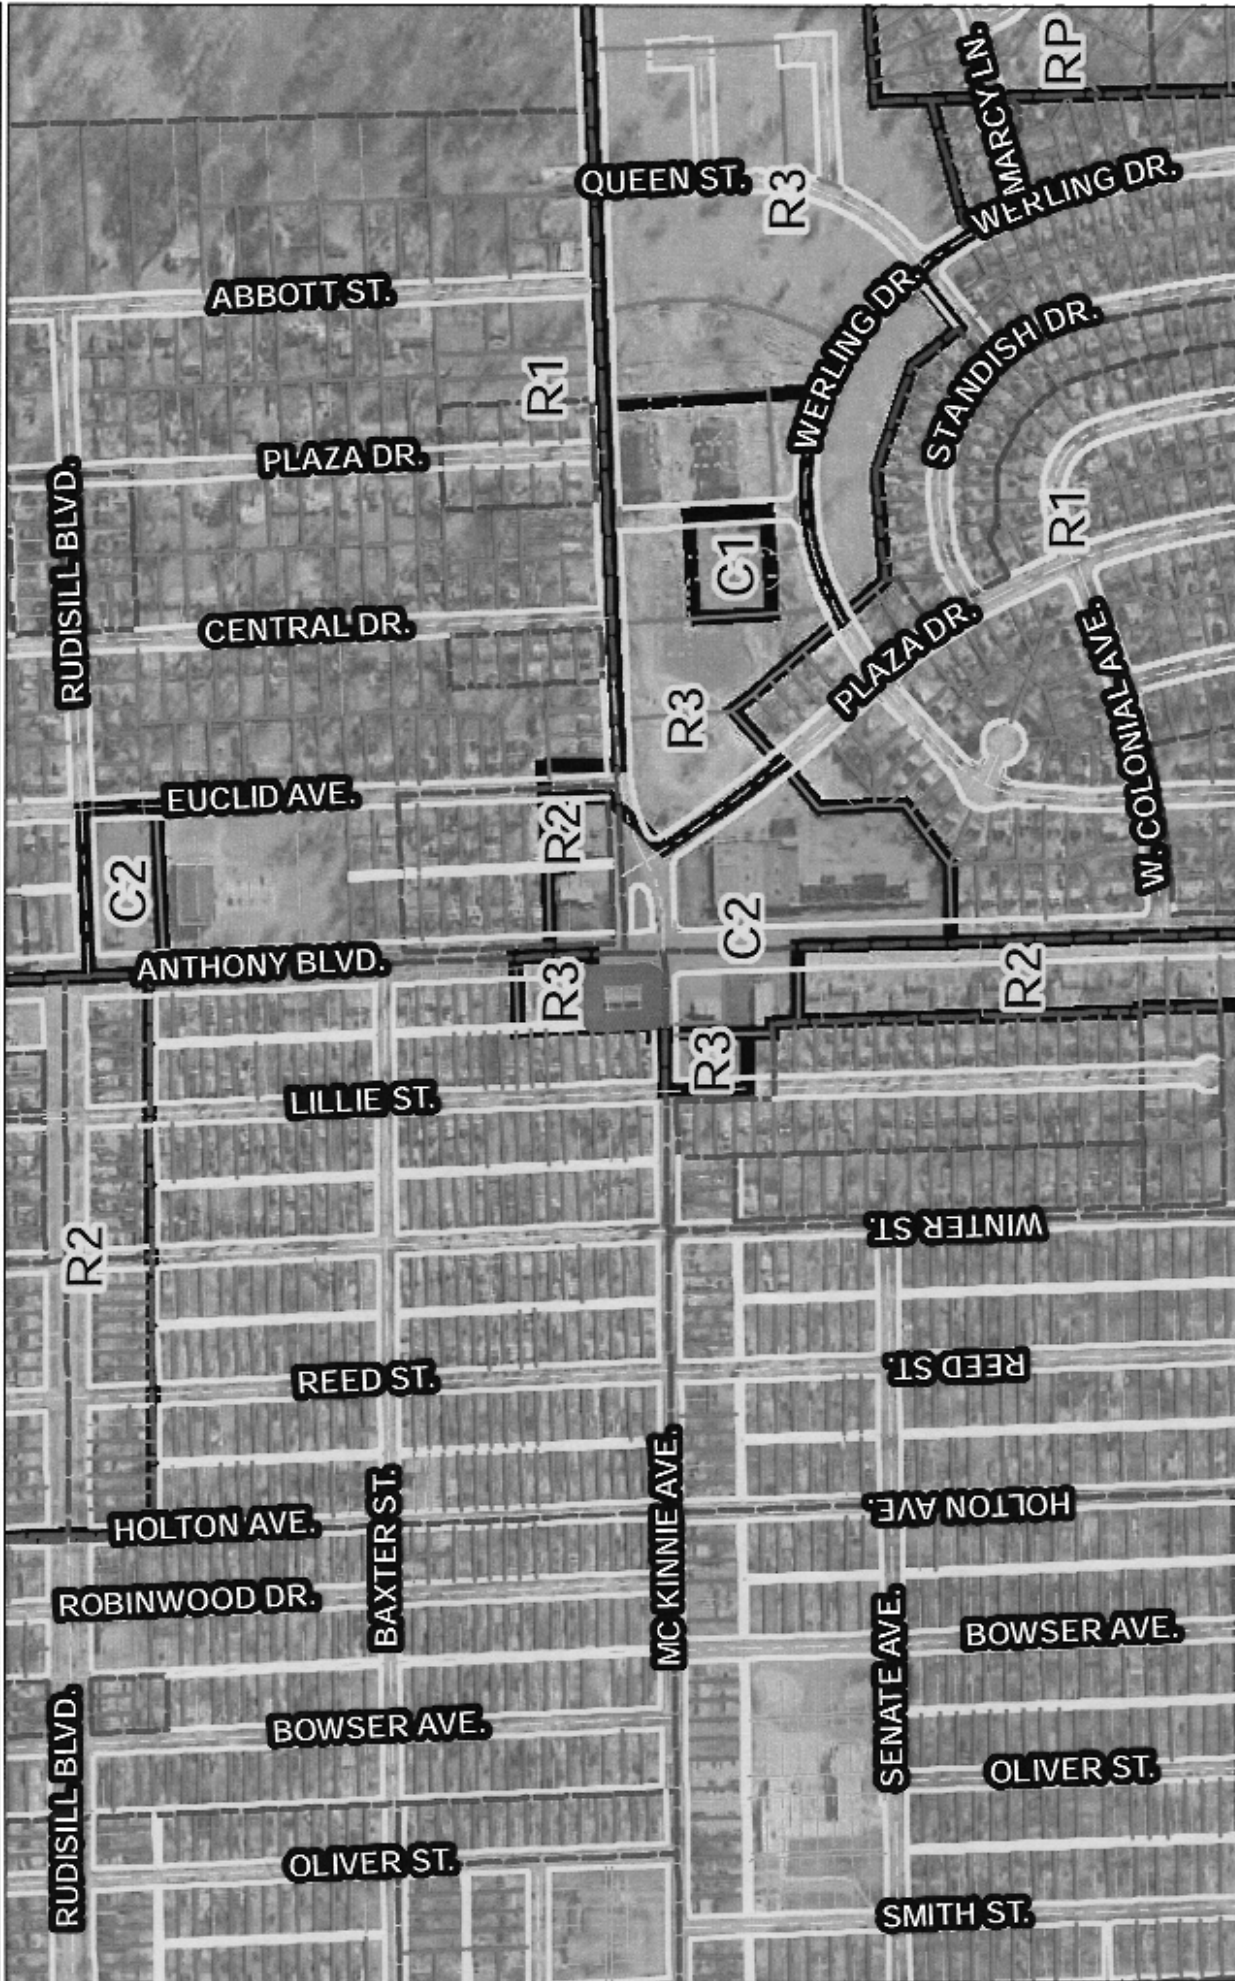 MARCY LN.
RP
QUEEN ST.
R3
WERLING DR.
ABBOTT ST.
WERLING DR.
STANDISH DR.
R1
PLAZA DR.
RUDISILL BLVD.
R1
C1
CENTRAL DR.
PLAZA DR.
R3
W. COLONIAL AVE.
EUCLID AVE.
R2
C2
C2
ANTHONY BLVD.
R3
R2
R3
LILLIE ST.
WINTER ST.
R2
REED ST.
REED ST.
HOLTON AVE.
HOLTON AVE.
BAXTER ST.
MC KINNIE AVE.
ROBINWOOD DR.
BOWSER AVE.
SENATE AVE.
RUDISILL BLVD.
BOWSER AVE.
OLIVER ST.
OLIVER ST.
SMITH ST.